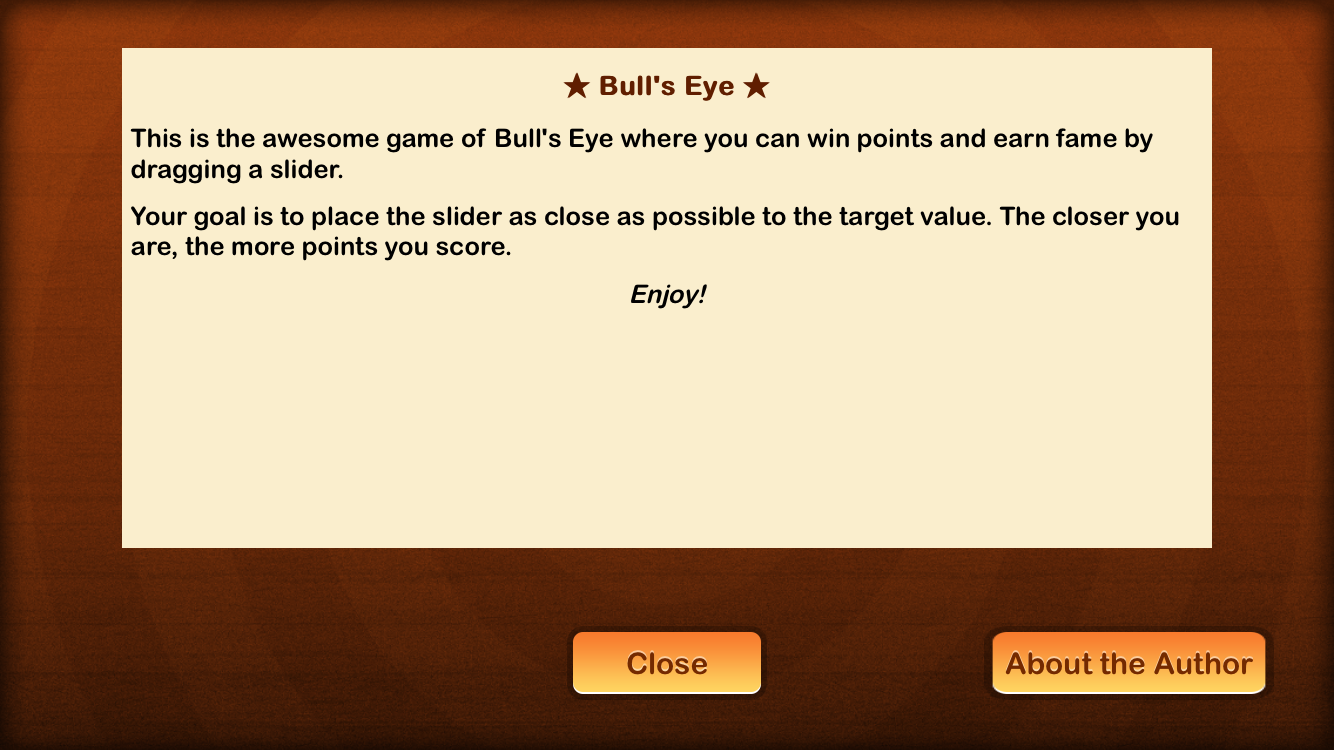 ★ Bull's Eye ★
This is the awesome game of Bull's Eye where you can win points and earn fame by
dragging a slider.
Your goal is to place the slider as close as possible to the target value. The closer you
are, the more points you score.
Enjoy!
Close
About the Author